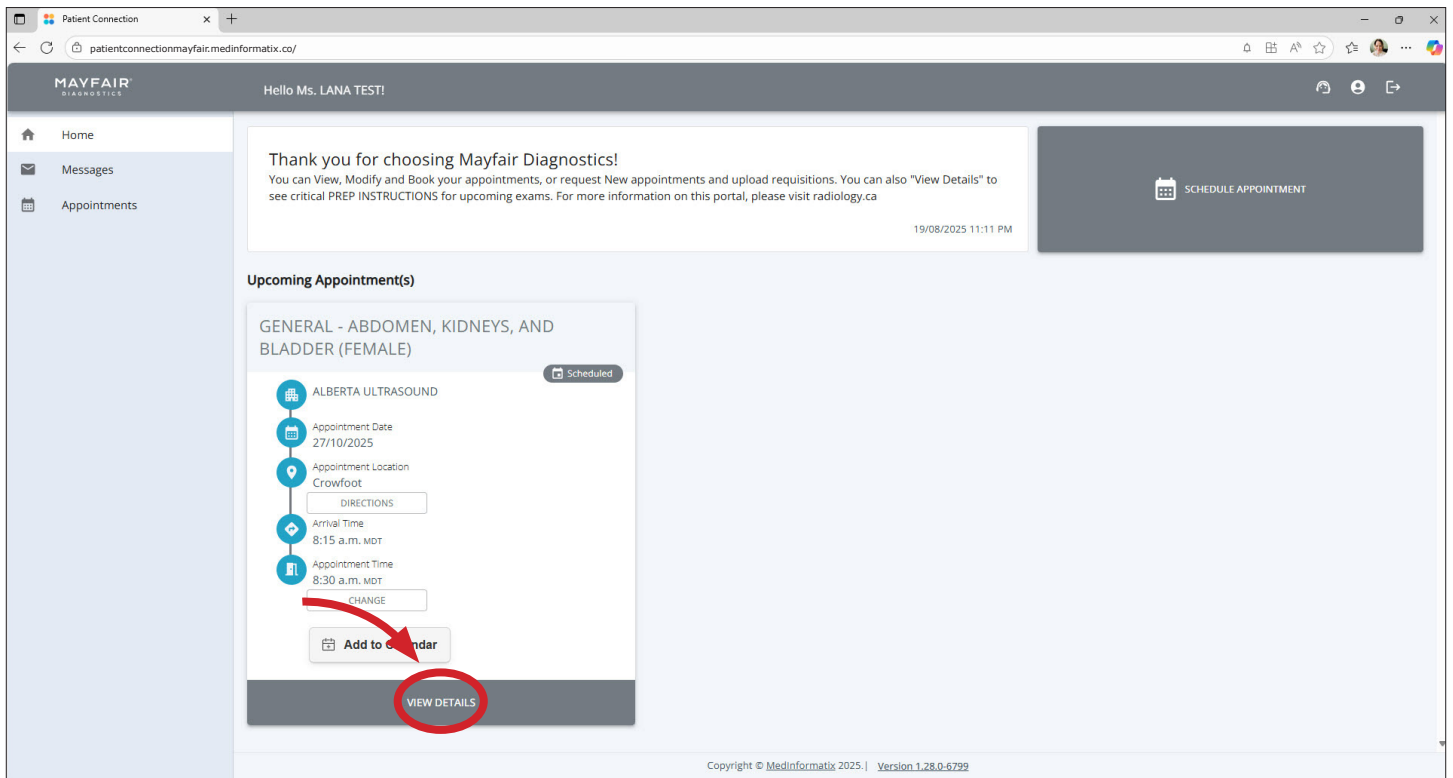 Patient Connection
patientconnectionmayfair.medinformatix.co/
MAYFAIR
DIAGNOSTICS
Hello Ms. LANA TEST!
Home
Messages
Appointments
Thank you for choosing Mayfair Diagnostics!
You can View, Modify and Book your appointments, or request New appointments and upload requisitions. You can also "View Details" to
see critical PREP INSTRUCTIONS for upcoming exams. For more information on this portal, please visit radiology.ca
19/08/2025 11:11 PM
SCHEDULE APPOINTMENT
Upcoming Appointment(s)
GENERAL - ABDOMEN, KIDNEYS, AND
BLADDER (FEMALE)
Scheduled
ALBERTA ULTRASOUND
Appointment Date
27/10/2025
Appointment Location
Crowfoot
DIRECTIONS
Arrival Time
8:15 a.m. MDT
Appointment Time
8:30 a.m. MDT
CHANGE
Add to Calendar
VIEW DETAILS
Copyright © MedInformatix 2025.| Version 1.28.0-6799